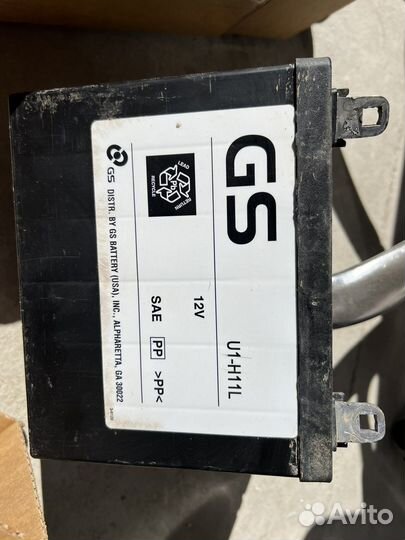 GS
LEAD
RETURN
RECYCLE
Pb
U1-H11L
12V
SAE PP >PP<
GS DISTR. BY GS BATTERY (USA), INC., ALPHARETTA, GA 30022
Avito